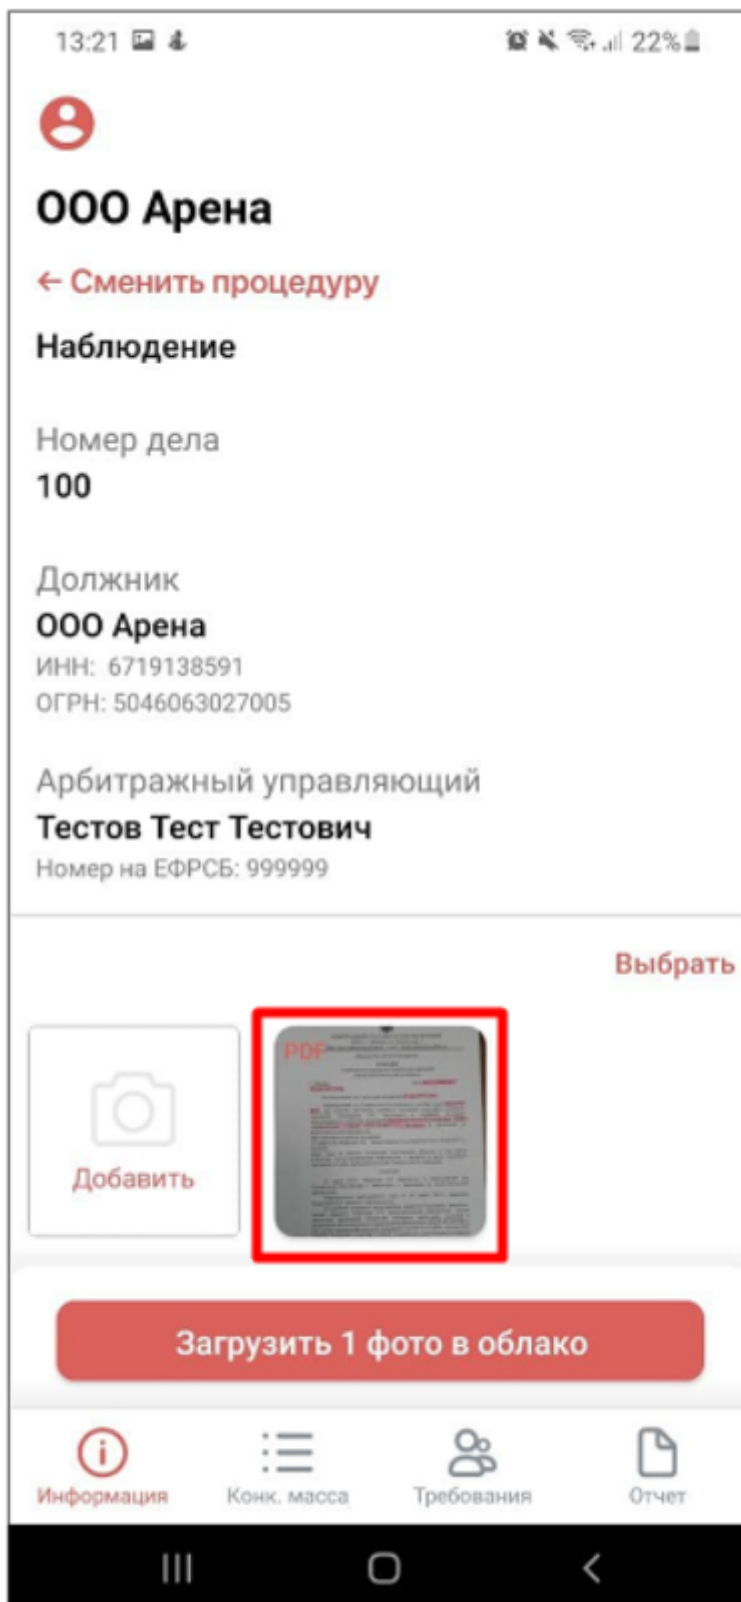 13:21 22%
ООО Арена
← Сменить процедуру
Наблюдение
Номер дела
100
Должник
ООО Арена
ИНН: 6719138591
ОГРН: 5046063027005
Арбитражный управляющий
Тестов Тест Тестович
Номер на ЕФРСБ: 999999
Выбрать
PDF
Добавить
Загрузить 1 фото в облако
Информация Конк. масса Требования Отчет